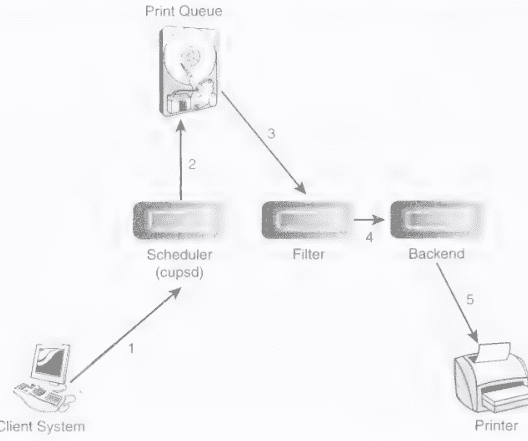 Print Queue
3
2
Scheduler
(cupsd)
Filter
4
Backend
5
1
Client System
Printer